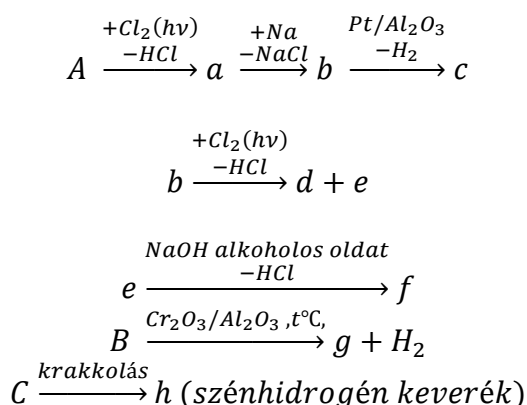 +Cl₂(hν) +Na Pt/Al₂O₃
A → a → b → c
−HCl −NaCl −H₂
+Cl₂(hν)
b → d + e
−HCl
NaOH alkoholos oldat
e → f
−HCl
Cr₂O₃/Al₂O₃ ,t°C,
B → g + H₂
krakkolás
C → h (szénhidrogén keverék)